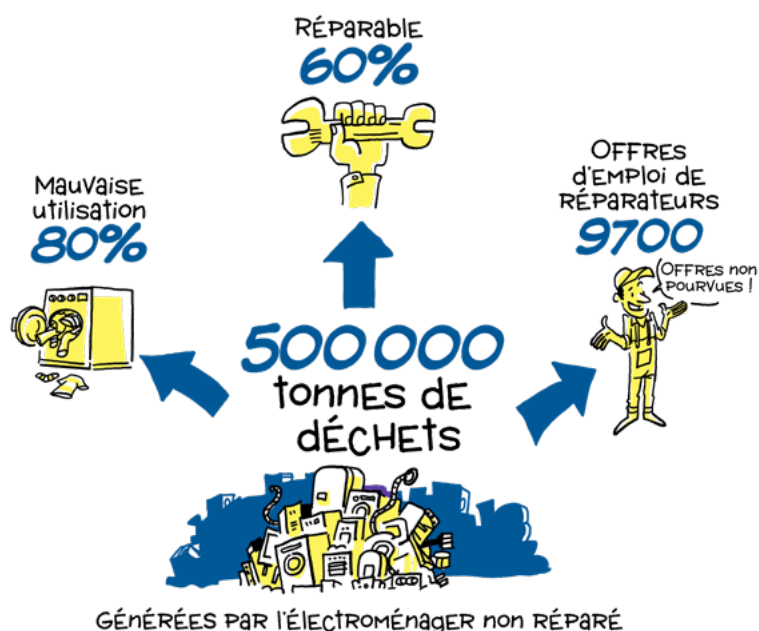 RÉPARABLE
60%
MAUVAISE
UTILISATION
80%
OFFRES
D'EMPLOI DE
RÉPARATEURS
9700
OFFRES NON
POURVUES !
500 000
TONNES DE
DÉCHETS
GÉNÉRÉES PAR L'ÉLECTROMÉNAGER NON RÉPARÉ